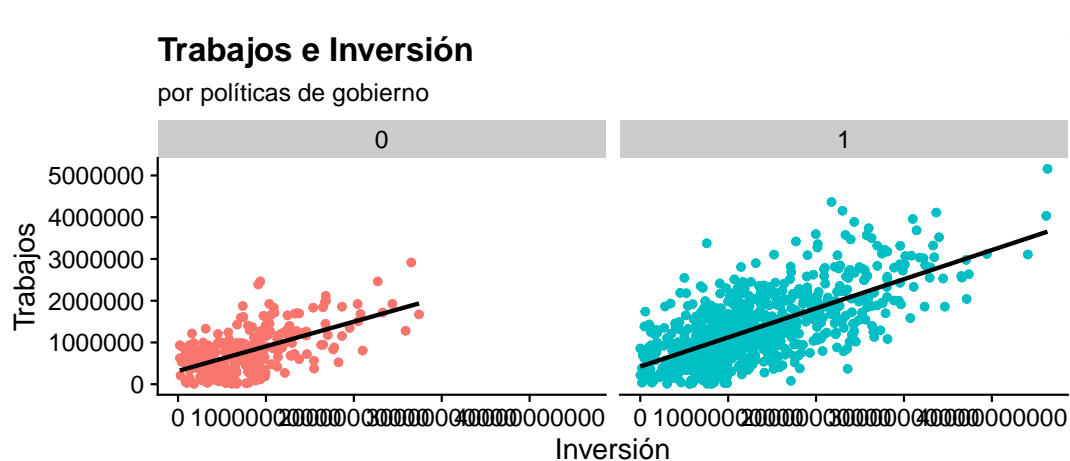 Trabajos e Inversión
por políticas de gobierno
0
1
5000000
4000000
3000000
2000000
1000000
0
Trabajos
0
0
Inversión